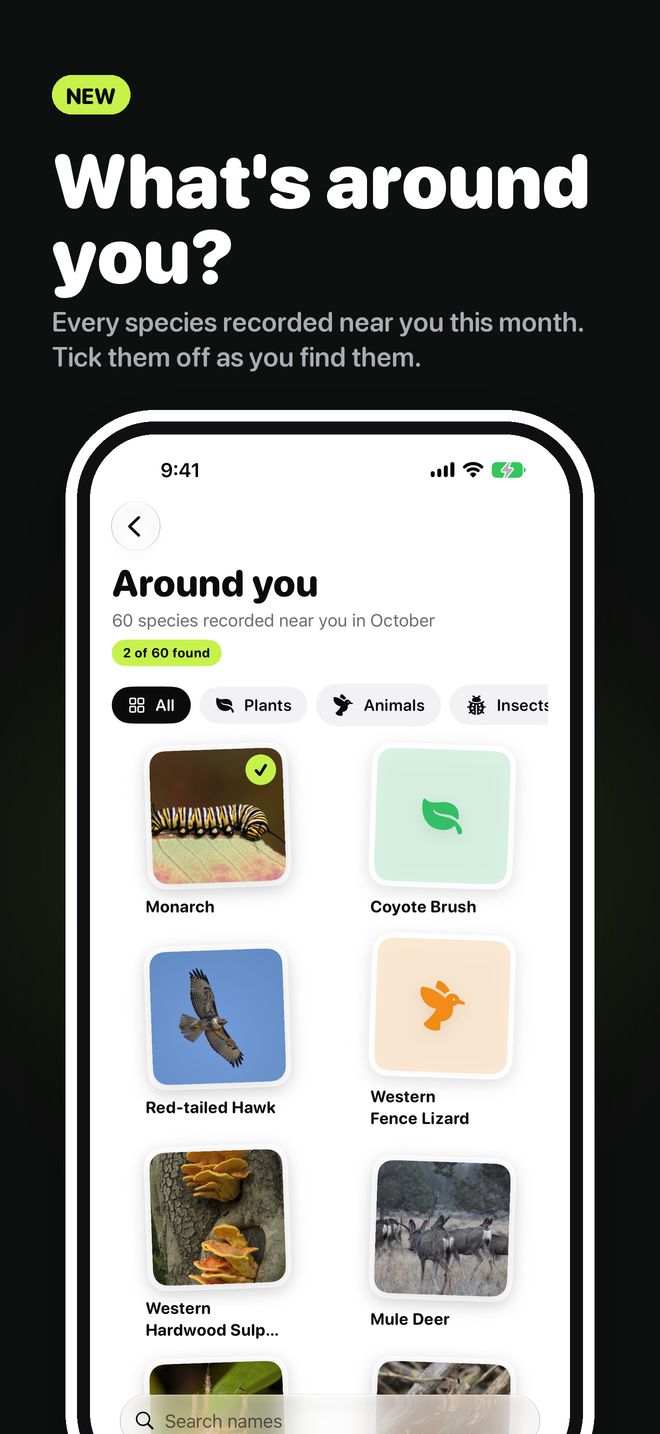 NEW
What's around
you?
Every species recorded near you this month.
Tick them off as you find them.
9:41
Around you
60 species recorded near you in October
2 of 60 found
All
Plants
Animals
Insects
Monarch
Coyote Brush
Red-tailed Hawk
Western
Fence Lizard
Western
Hardwood Sulp...
Mule Deer
Search names